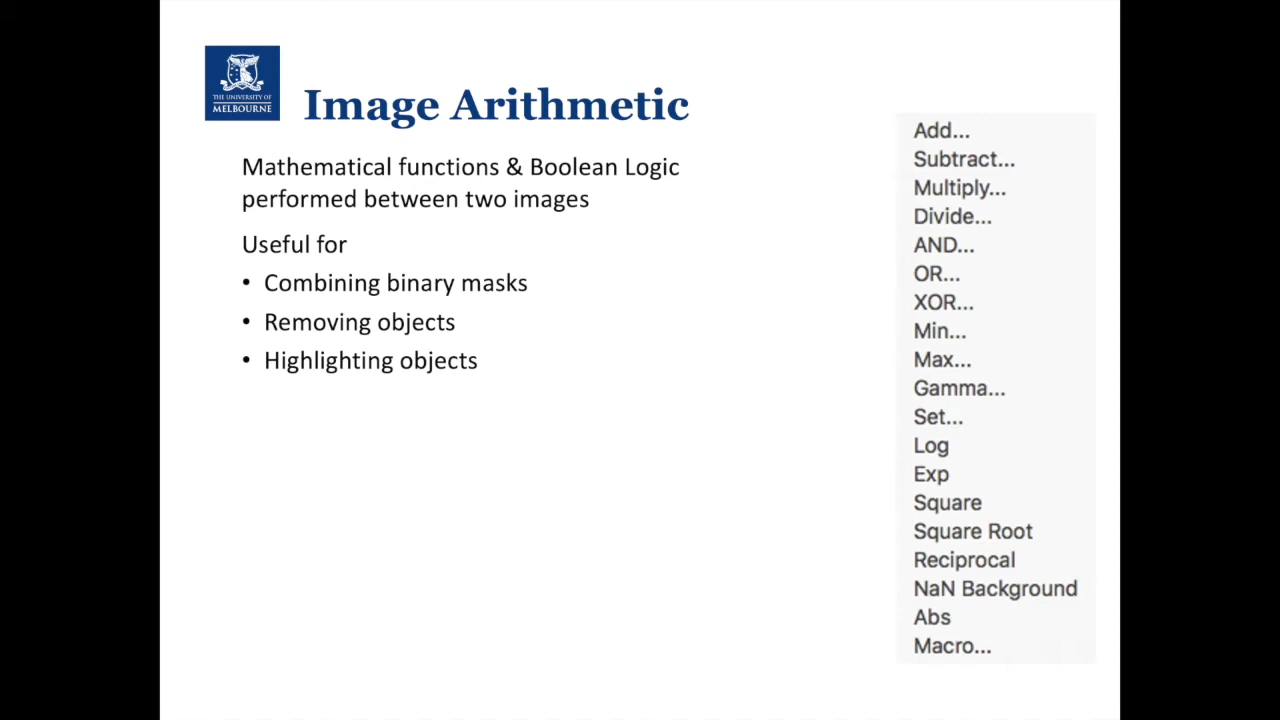 THE UNIVERSITY OF
MELBOURNE
Image Arithmetic
Mathematical functions & Boolean Logic
performed between two images
Useful for
• Combining binary masks
• Removing objects
• Highlighting objects
Add...
Subtract...
Multiply...
Divide...
AND...
OR...
XOR...
Min...
Max...
Gamma...
Set...
Log
Exp
Square
Square Root
Reciprocal
NaN Background
Abs
Macro...